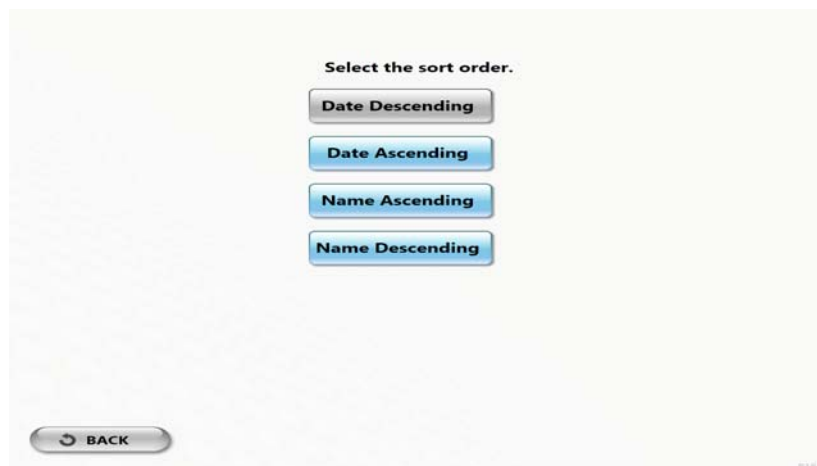 Select the sort order.
Date Descending
Date Ascending
Name Ascending
Name Descending
BACK